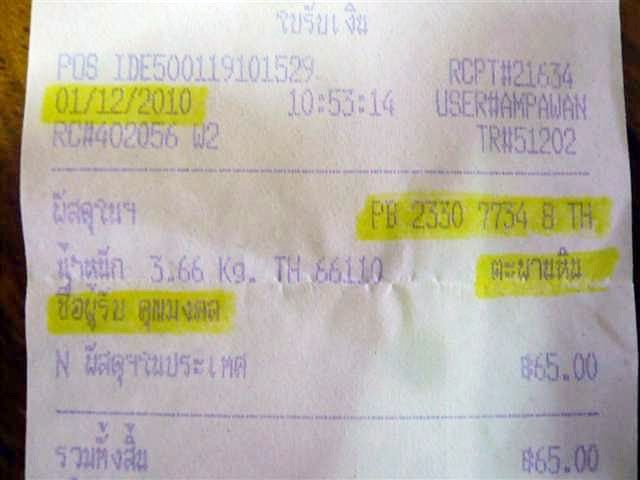 ใบรับเงิน
POS IDE500119101529 RCPT#21634
01/12/2010 10:53:14 USER#AMPAWAN
RC#402056 W2 TR#51202
พัสดุในฯ PB 2330 7734 8 TH
น้ำหนัก 3.66 Kg. TH 66110 ตะพานหิน
ชื่อผู้รับ คุณมงคล
N พัสดุฯในประเทศ ฿65.00
รวมทั้งสิ้น ฿65.00